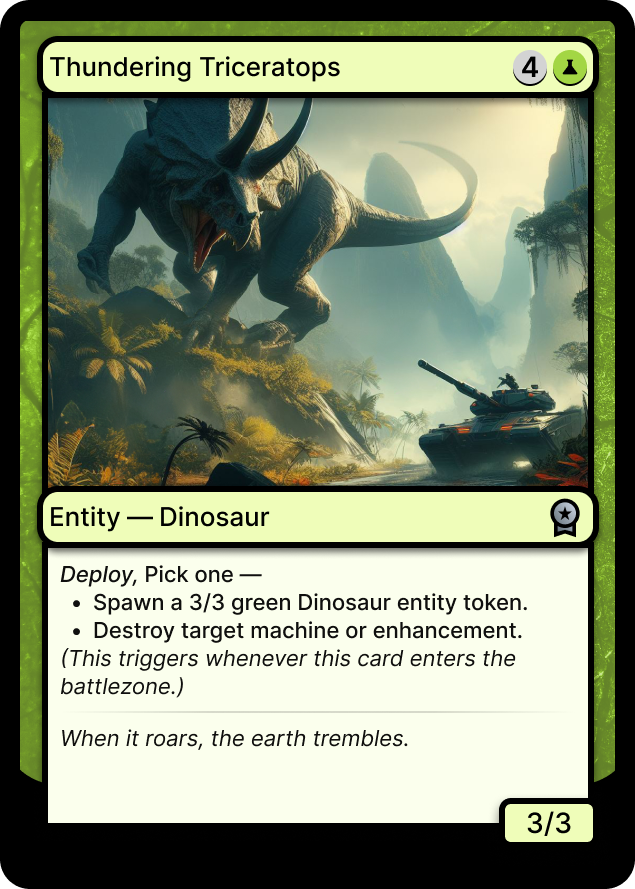 Thundering Triceratops 4
Entity — Dinosaur
Deploy, Pick one —
• Spawn a 3/3 green Dinosaur entity token.
• Destroy target machine or enhancement.
(This triggers whenever this card enters the
battlezone.)
When it roars, the earth trembles.
3/3